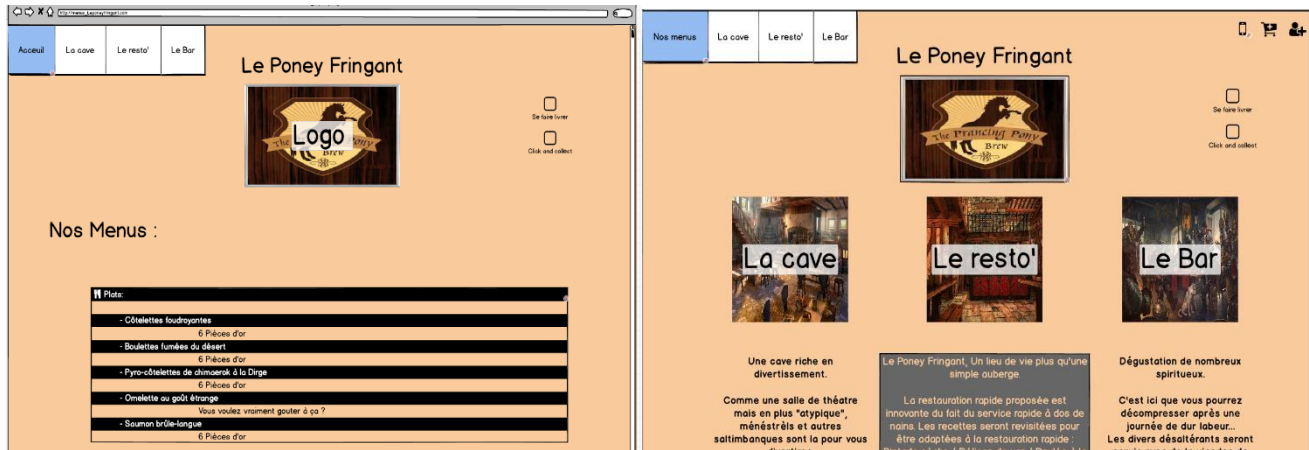 Acceuil
La cave
Le resto'
Le Bar
Le Poney Fringant
The Pony
Brew
Logo
Se faire livrer
Click and collect
Nos Menus :
Plats:
- Côtelettes foudroyantes
6 Pièces d'or
- Boulettes fumées du désert
6 Pièces d'or
- Pyro-côtelettes de chimaerok à la Dirge
6 Pièces d'or
- Omelette au goût étrange
Vous voulez vraiment gouter à ça ?
- Saumon brûle-langue
6 Pièces d'or
Nos menus
La cave
Le resto'
Le Bar
Le Poney Fringant
The Prancing Pony
Brew
Se faire livrer
Click and collect
La cave
Le resto'
Le Bar
Une cave riche en
divertissement.
Comme une salle de théatre
mais en plus "atypique",
ménéstrèls et autres
saltimbanques sont la pour vous
Le Poney Fringant, Un lieu de vie plus qu'une
simple auberge.
La restauration rapide proposée est
innovante du fait du service rapide à dos de
nains. Les recettes seront revisitées pour
être adaptées à la restauration rapide :
Dégustation de nombreux
spiritueux.
C'est ici que vous pourrez
décompresser après une
journée de dur labeur...
Les divers désaltérants seront